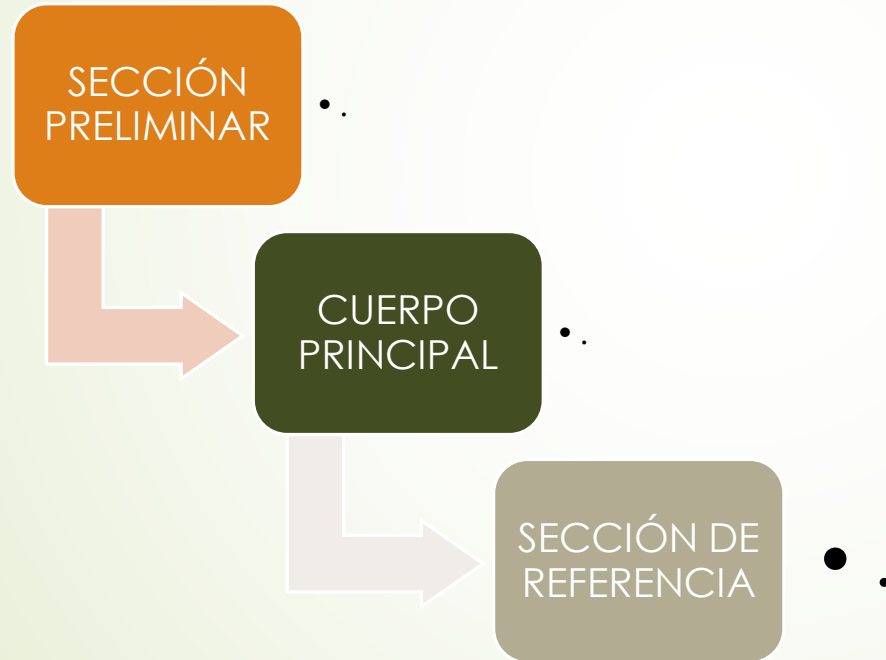 SECCIÓN
PRELIMINAR
CUERPO
PRINCIPAL
SECCIÓN DE
REFERENCIA